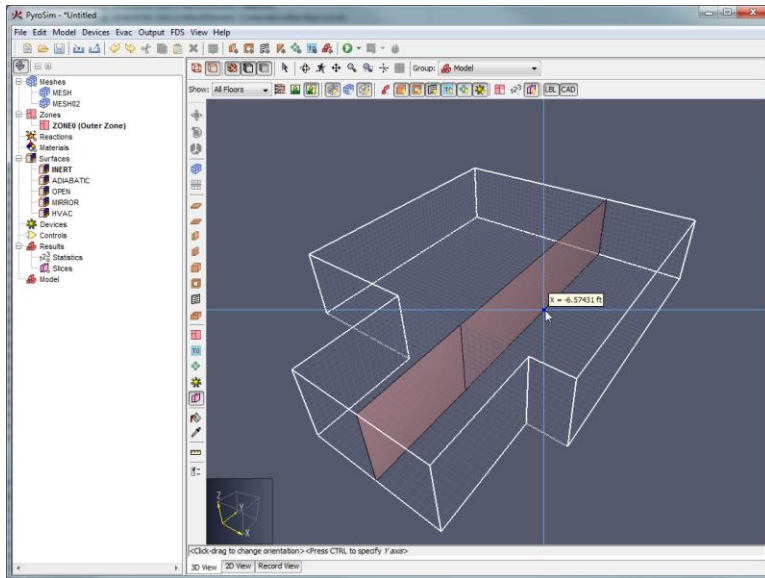 PyroSim - "Untitled
File Edit Model Devices Evac Output FDS View Help
Group: Model
Show: All Floors
LBL CAD
Meshes
MESH
MESH02
Zones
ZONE0 (Outer Zone)
Reactions
Materials
Surfaces
INERT
ADIABATIC
OPEN
MIRROR
HVAC
Devices
Controls
Results
Statistics
Slices
Model
X = -6.57431 ft
Z
Y
X
<Click-drag to change orientation> <Press CTRL to specify Y axis>
3D View 2D View Record View